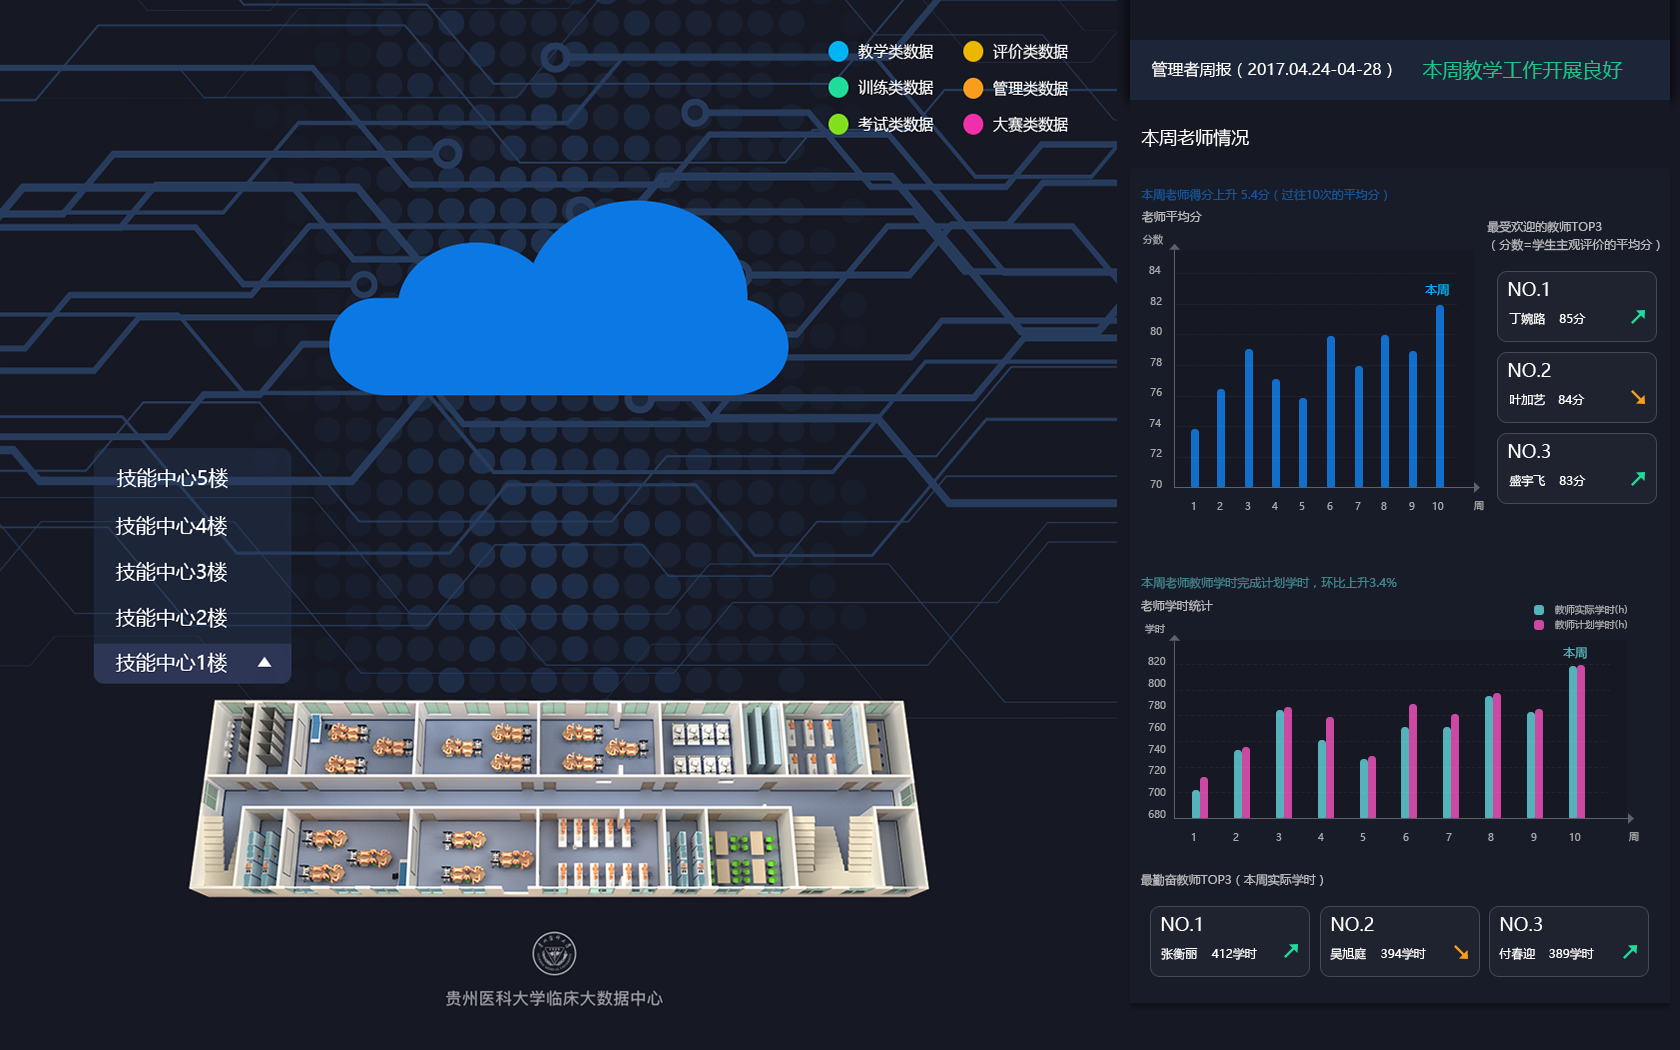 教学类数据
评价类数据
训练类数据
管理类数据
考试类数据
大赛类数据
技能中心5楼
技能中心4楼
技能中心3楼
技能中心2楼
技能中心1楼
贵州医科大学临床大数据中心
管理者周报（2017.04.24-04-28）
本周教学工作开展良好
本周老师情况
本周老师得分上升 5.4分（过往10次的平均分）
老师平均分
分数
84
82
80
78
76
74
72
70
本周
1 2 3 4 5 6 7 8 9 10 周
最受欢迎的教师TOP3
（分数=学生主观评价的平均分）
NO.1
丁婉路 85分
NO.2
叶加艺 84分
NO.3
盛宇飞 83分
本周老师教师学时完成计划学时，环比上升3.4%
老师学时统计
学时
教师实际学时(h)
教师计划学时(h)
本周
820
800
780
760
740
720
700
680
1 2 3 4 5 6 7 8 9 10 周
最勤奋教师TOP3（本周实际学时）
NO.1
张衡丽 412学时
NO.2
吴旭庭 394学时
NO.3
付春迎 389学时